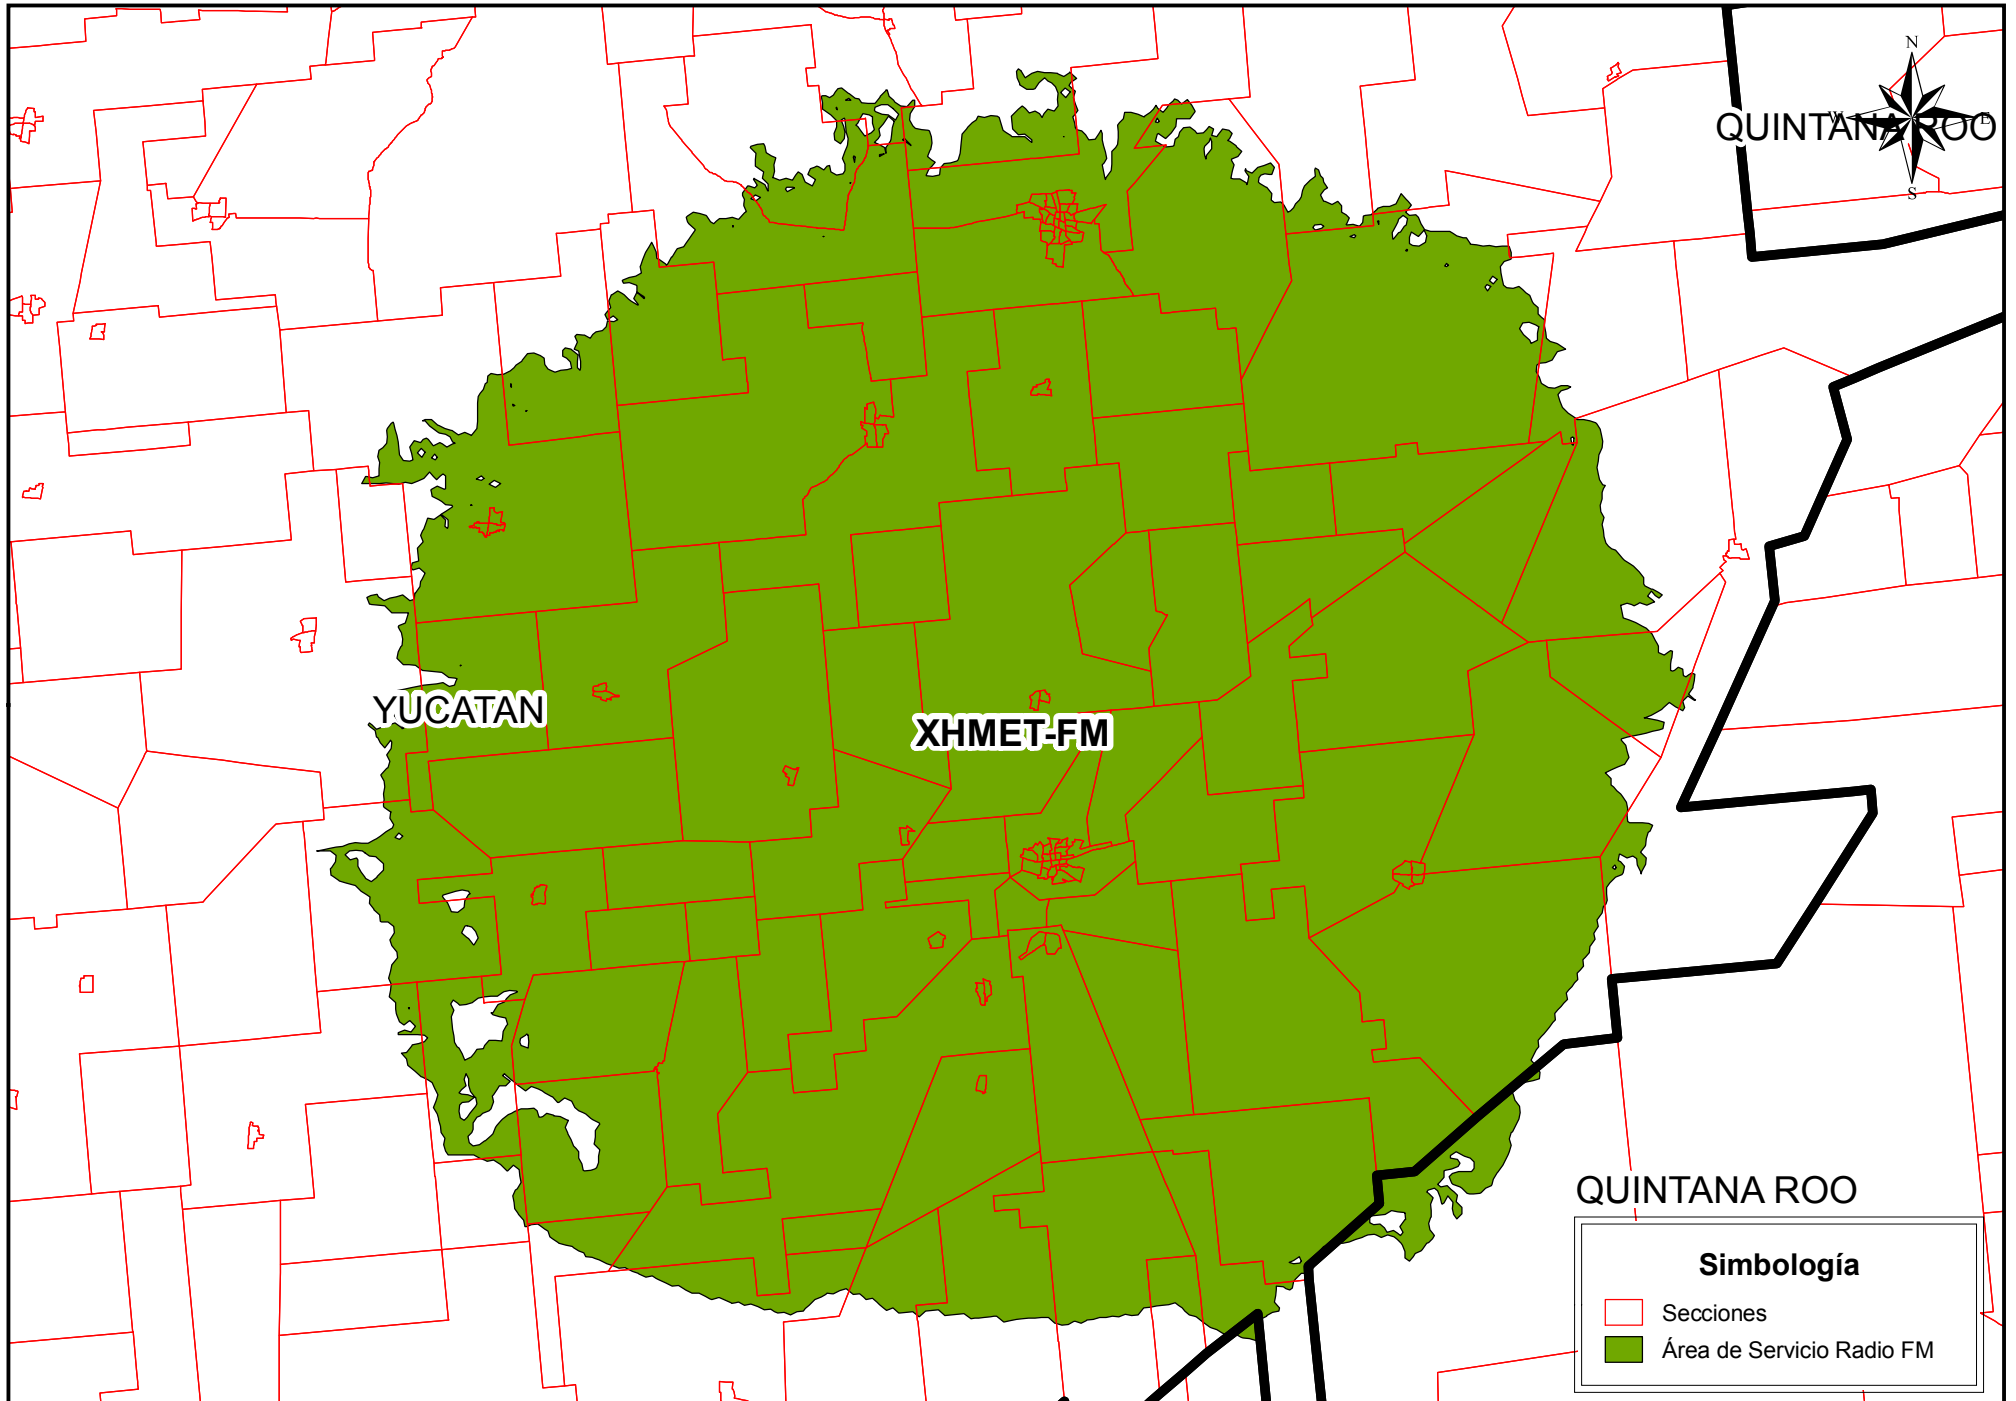 N
W
E
S
QUINTANA ROO
YUCATAN
XHMET-FM
QUINTANA ROO
Simbología
Secciones
Área de Servicio Radio FM